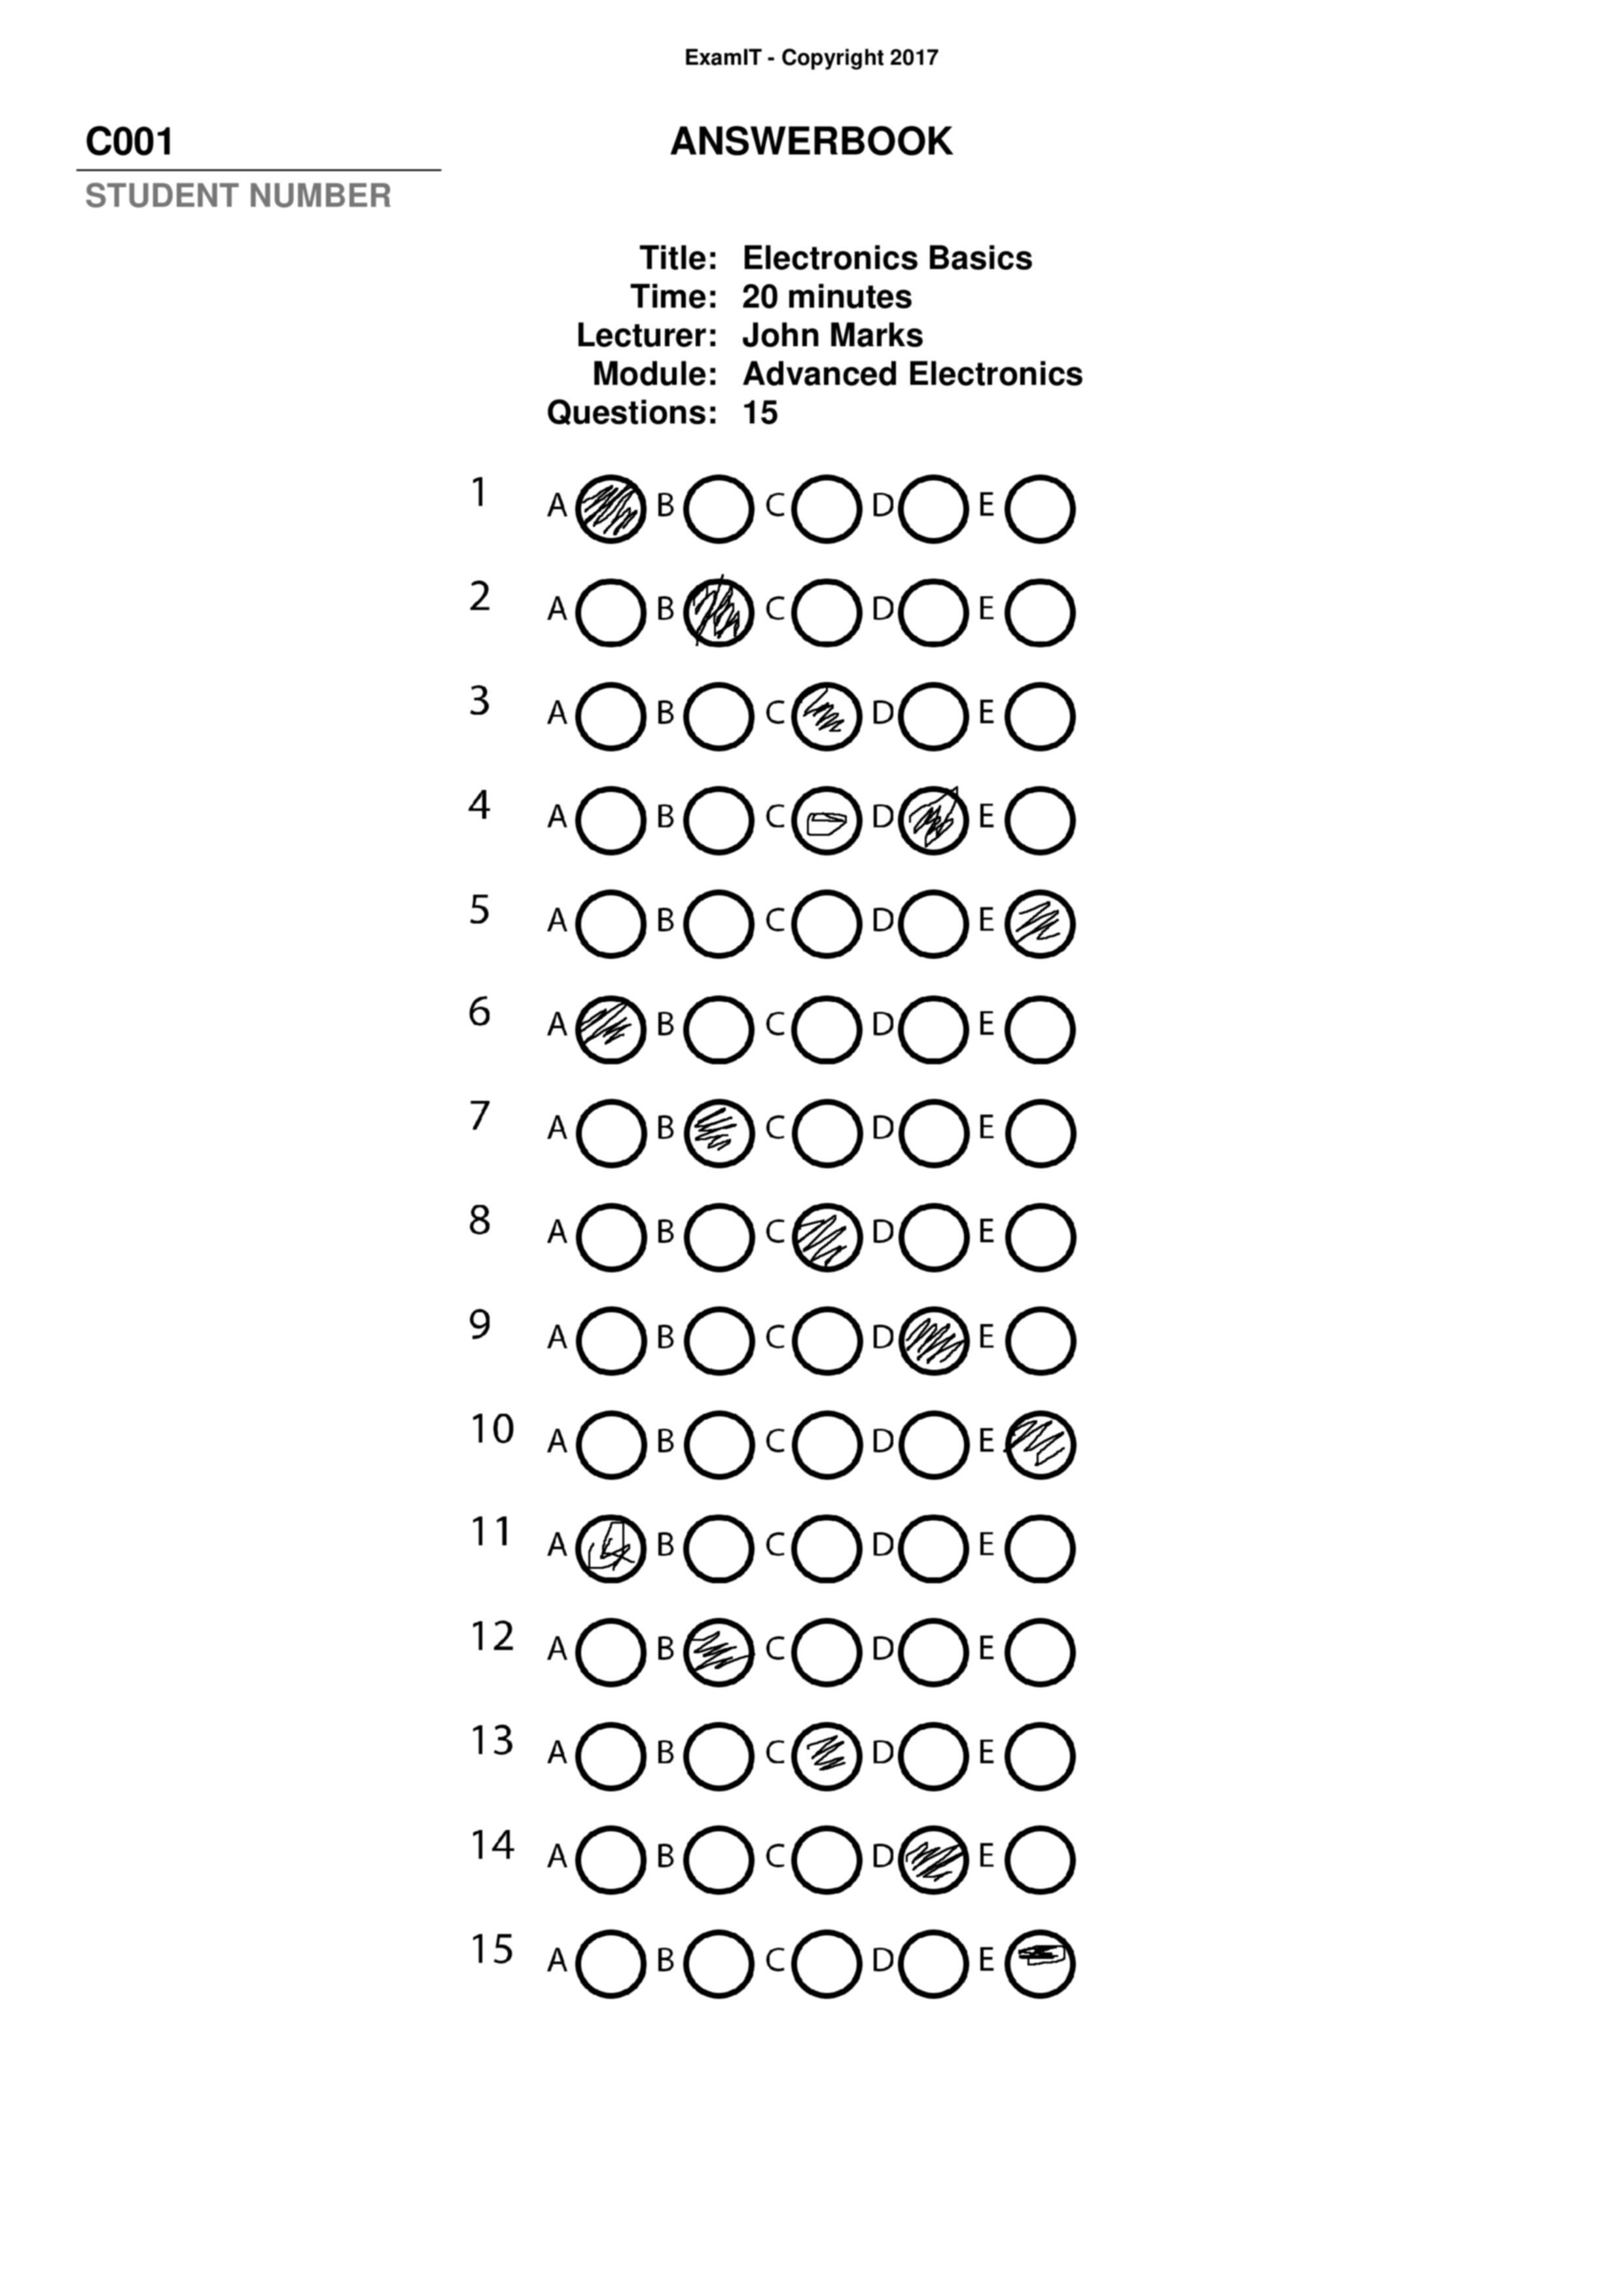 ExamIT - Copyright 2017
C001
ANSWERBOOK
STUDENT NUMBER
Title: Electronics Basics
Time: 20 minutes
Lecturer: John Marks
Module: Advanced Electronics
Questions: 15
1 A B C D E
2 A B C D E
3 A B C D E
4 A B C D E
5 A B C D E
6 A B C D E
7 A B C D E
8 A B C D E
9 A B C D E
10 A B C D E
11 A B C D E
12 A B C D E
13 A B C D E
14 A B C D E
15 A B C D E